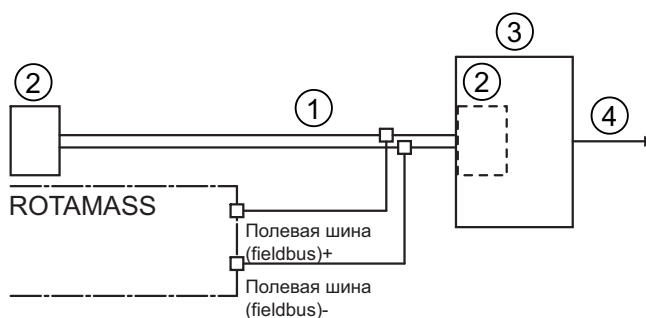 3
2
1
2
4
ROTAMASS
Полевая шина
(fieldbus)+
Полевая шина
(fieldbus)-